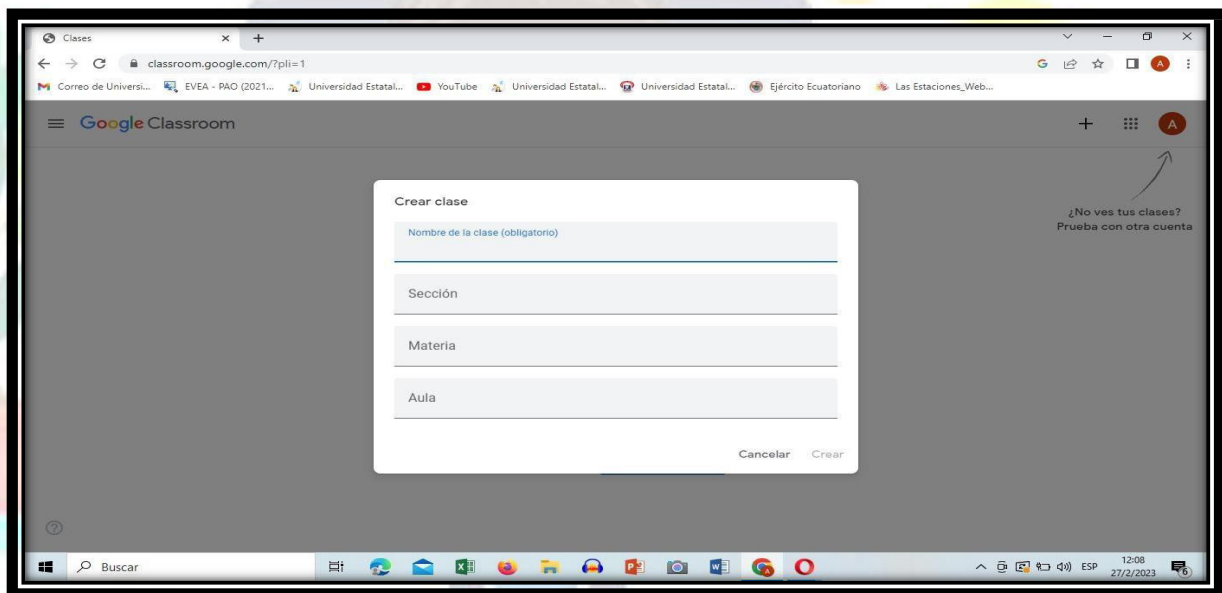 Clases
classroom.google.com/?pli=1
Correo de Universi... EVEA - PAO (2021... Universidad Estatal... YouTube Universidad Estatal... Universidad Estatal... Ejército Ecuatoriano Las Estaciones_Web...
Google Classroom
A
¿No ves tus clases?
Prueba con otra cuenta
Crear clase
Nombre de la clase (obligatorio)
Sección
Materia
Aula
Cancelar Crear
Buscar
ESP
12:08
27/2/2023
6